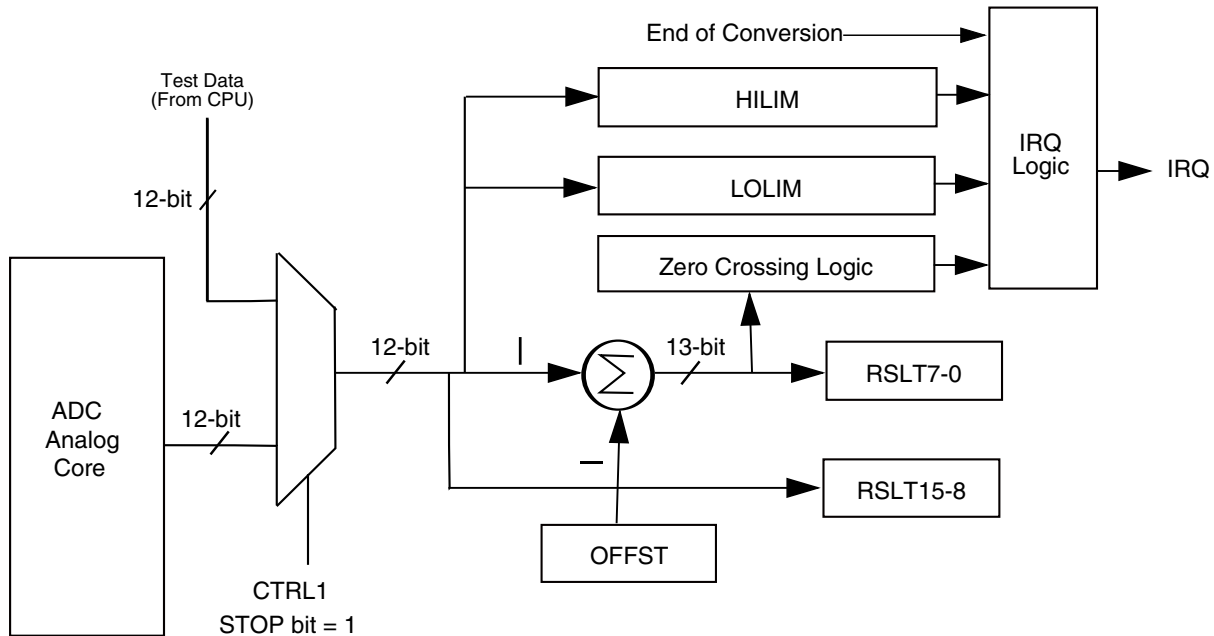 End of Conversion
Test Data
(From CPU)
HILIM
IRQ
Logic
IRQ
12-bit
LOLIM
Zero Crossing Logic
12-bit
13-bit
RSLT7-0
ADC
Analog
Core
12-bit
Σ
RSLT15-8
OFFST
CTRL1
STOP bit = 1